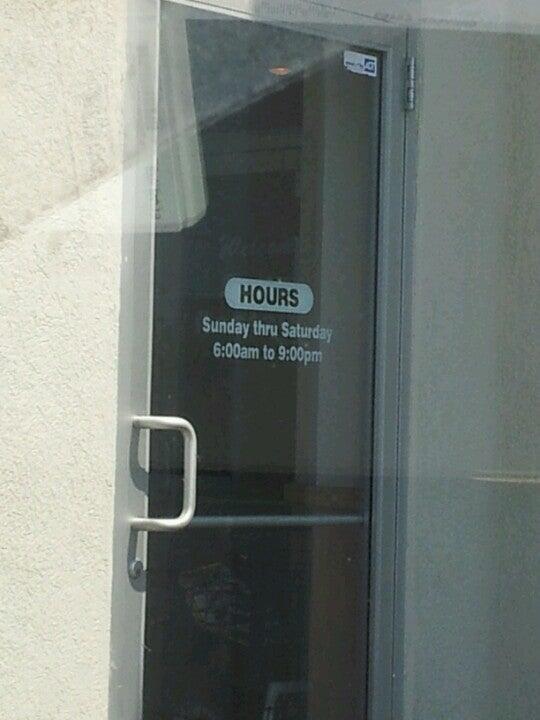 HOURS
Sunday thru Saturday
6:00am to 9:00pm